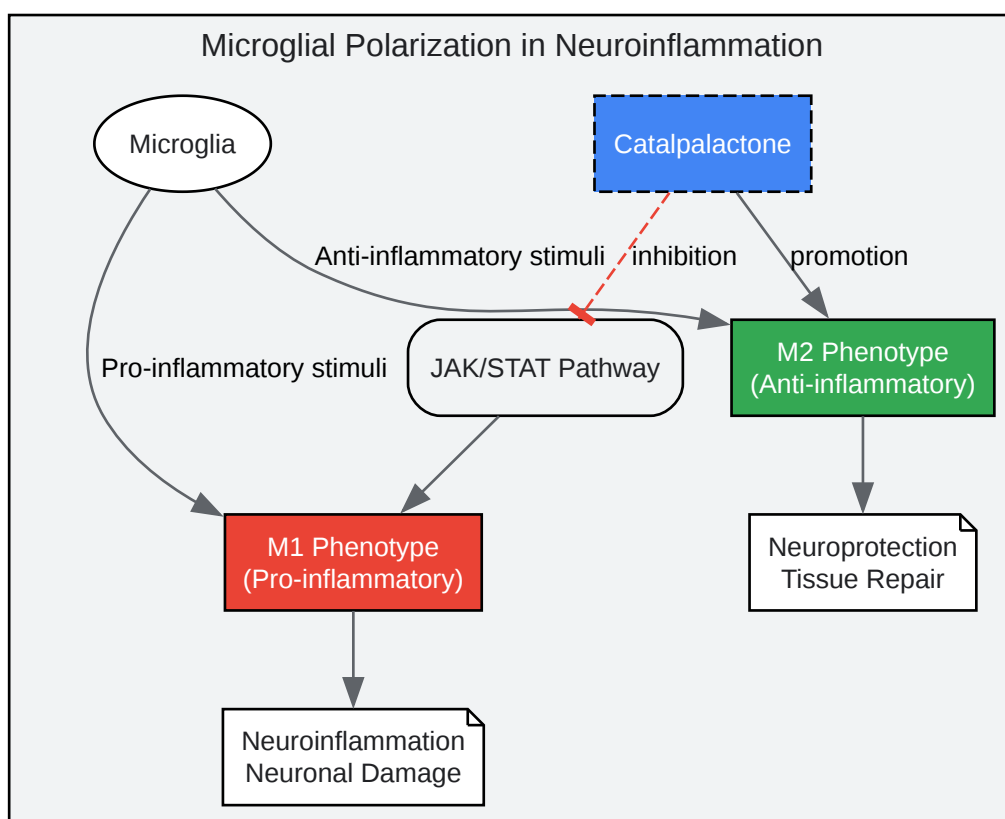 Microglial Polarization in Neuroinflammation
Microglia
Catalpalactone
Anti-inflammatory stimuli
inhibition
promotion
Pro-inflammatory stimuli
JAK/STAT Pathway
M2 Phenotype
(Anti-inflammatory)
M1 Phenotype
(Pro-inflammatory)
Neuroprotection
Tissue Repair
Neuroinflammation
Neuronal Damage